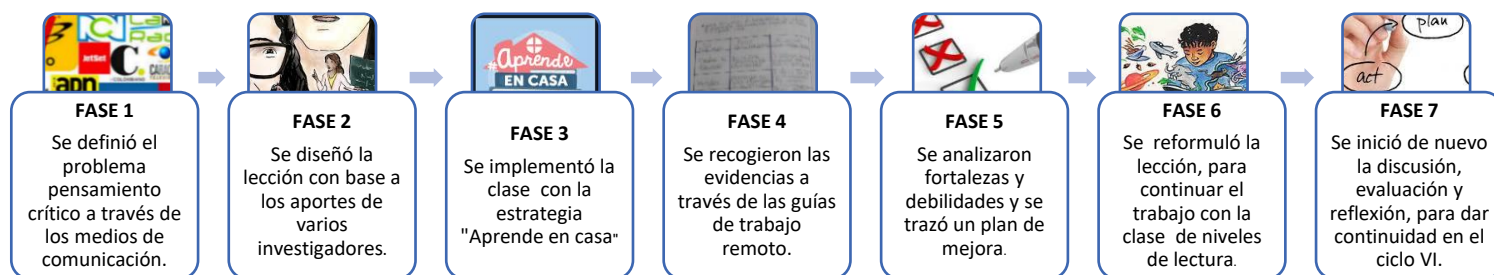 RCN
La
Ra
JetSet
C.
apn
FASE 1
Se definió el
problema
pensamiento
crítico a través de
los medios de
comunicación.
FASE 2
Se diseñó la
lección con base a
los aportes de
varios
investigadores.
Aprende
EN CASA
FASE 3
Se implementó la
clase con la
estrategia
"Aprende en casa"
FASE 4
Se recogieron las
evidencias a
través de las guías
de trabajo
remoto.
FASE 5
Se analizaron
fortalezas y
debilidades y se
trazó un plan de
mejora.
FASE 6
Se reformuló la
lección, para
continuar el
trabajo con la
clase de niveles
de lectura.
plan
act
FASE 7
Se inició de nuevo
la discusión,
evaluación y
reflexión, para dar
continuidad en el
ciclo VI.